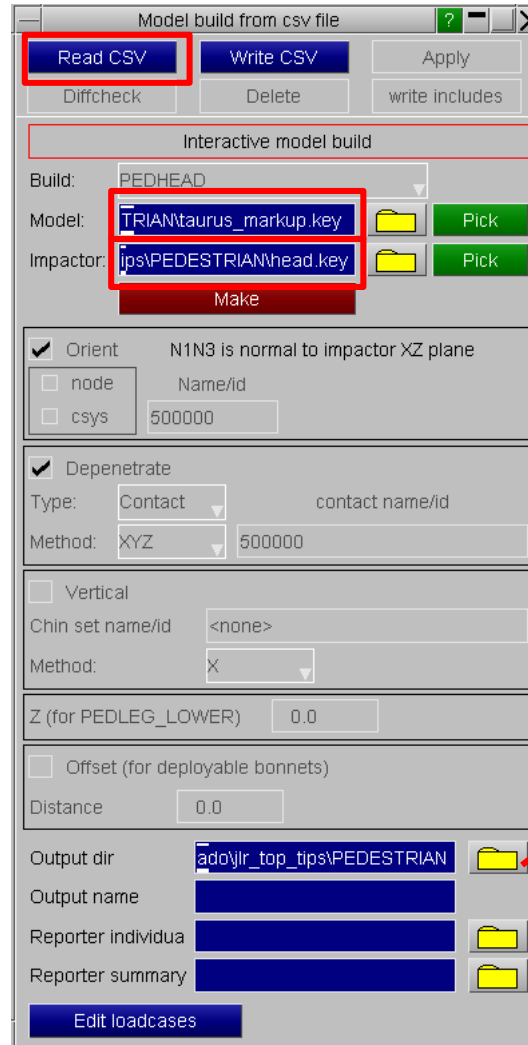 Model build from csv file ?
Read CSV Write CSV Apply
Diffcheck Delete write includes
Interactive model build
Build: PEDHEAD
Model: TRIAN\taurus_markup.key Pick
Impactor: ips\PEDESTRIAN\head.key Pick
Make
Orient N1N3 is normal to impactor XZ plane
node Name/id
csys 500000
Depenetrate
Type: Contact contact name/id
Method: XYZ 500000
Vertical
Chin set name/id <none>
Method: X
Z (for PEDLEG_LOWER) 0.0
Offset (for deployable bonnets)
Distance 0.0
Output dir ado\jlr_top_tips\PEDESTRIAN
Output name
Reporter individua
Reporter summary
Edit loadcases